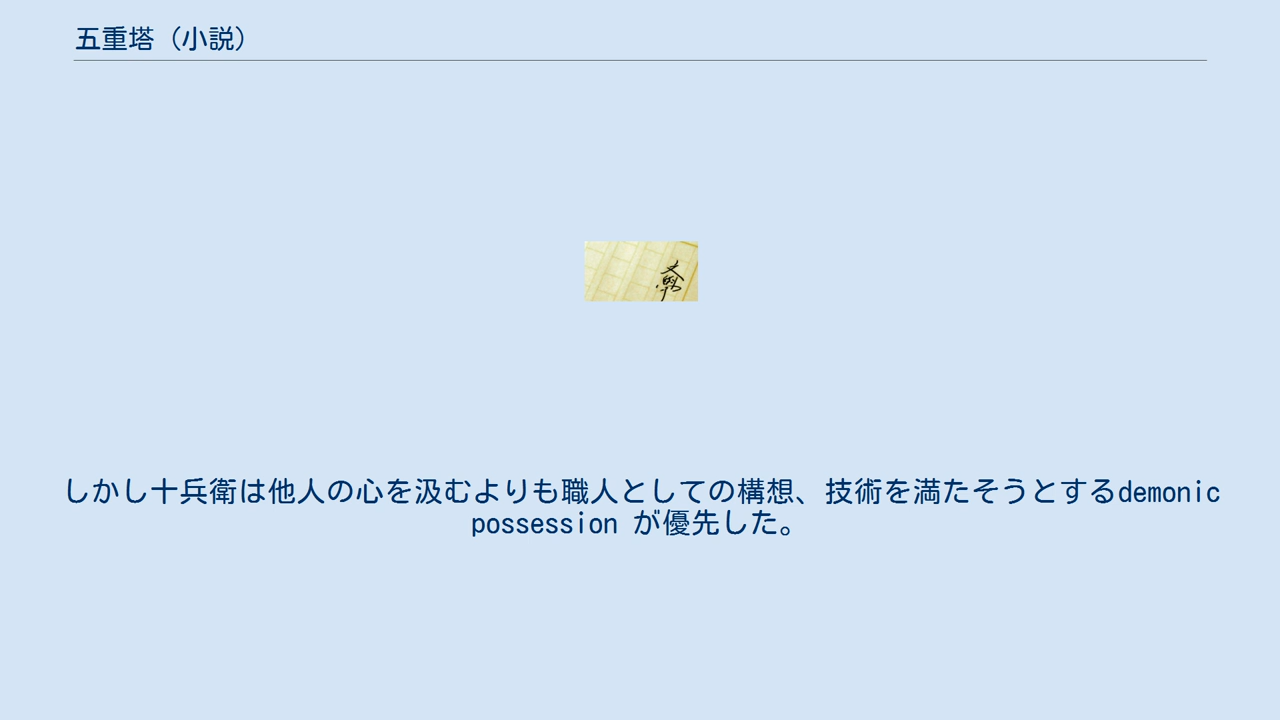 五重塔（小説）
しかし十兵衛は他人の心を汲むよりも職人としての構想、技術を満たそうとするdemonic
possession が優先した。